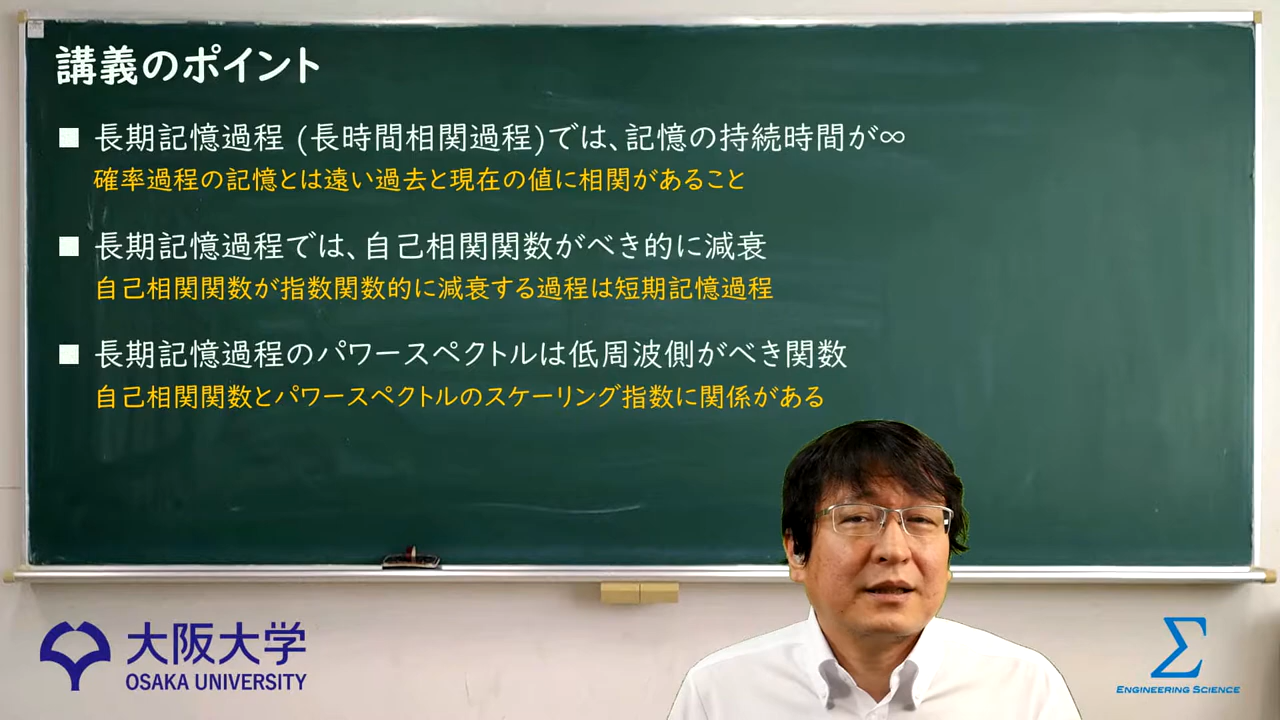 講義のポイント
■ 長期記憶過程 (長時間相関過程)では、記憶の持続時間が∞
確率過程の記憶とは遠い過去と現在の値に相関があること
■ 長期記憶過程では、自己相関関数がべき的に減衰
自己相関関数が指数関数的に減衰する過程は短期記憶過程
■ 長期記憶過程のパワースペクトルは低周波側がべき関数
自己相関関数とパワースペクトルのスケーリング指数に関係がある
大阪大学
OSAKA UNIVERSITY
Σ
ENGINEERING SCIENCE